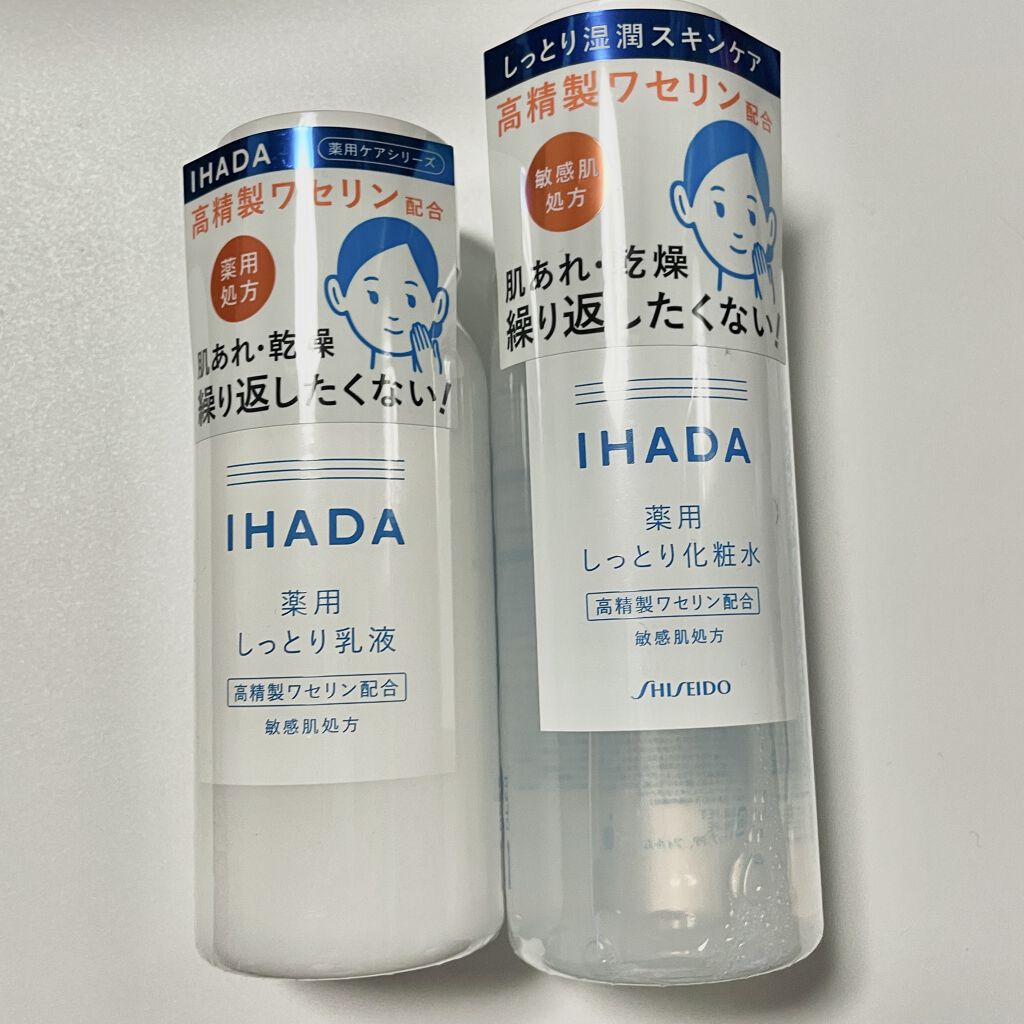 IHADA
薬用ケアシリーズ
高精製ワセリン配合
薬用
処方
肌あれ・乾燥
繰り返したくない!
IHADA
薬用
しっとり乳液
高精製ワセリン配合
敏感肌処方
しっとり湿潤スキンケア
高精製ワセリン配合
敏感肌
処方
肌あれ・乾燥
繰り返したくない!
IHADA
薬用
しっとり化粧水
高精製ワセリン配合
敏感肌処方
SHISEIDO